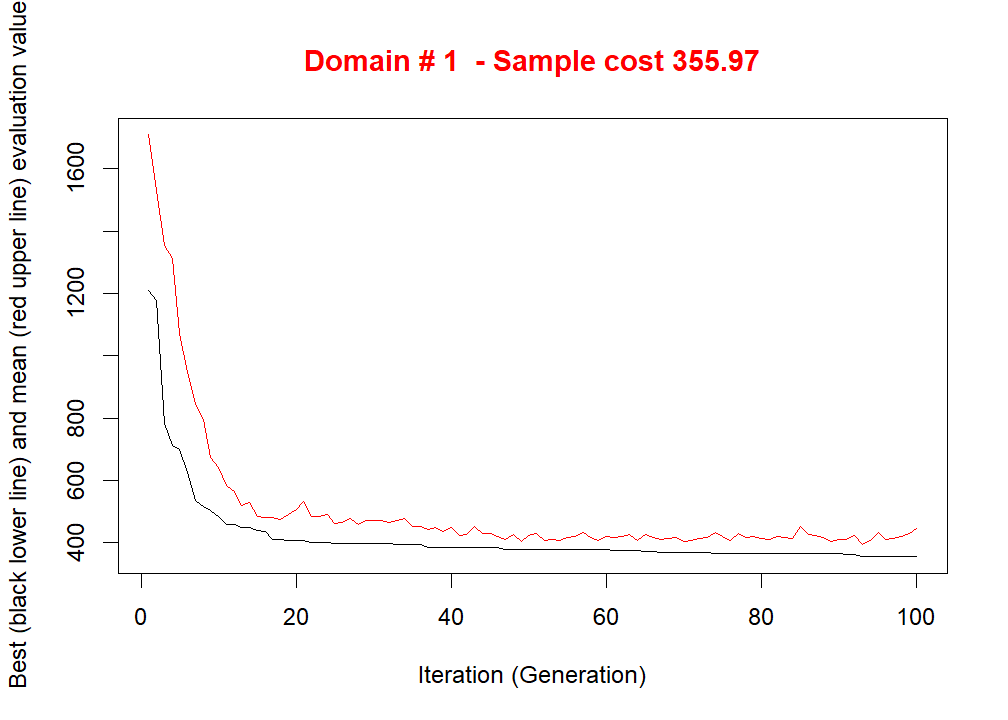 Domain # 1  - Sample cost 355.97
Best (black lower line) and mean (red upper line) evaluation value
1600
1200
800
600
400
0 20 40 60 80 100
Iteration (Generation)